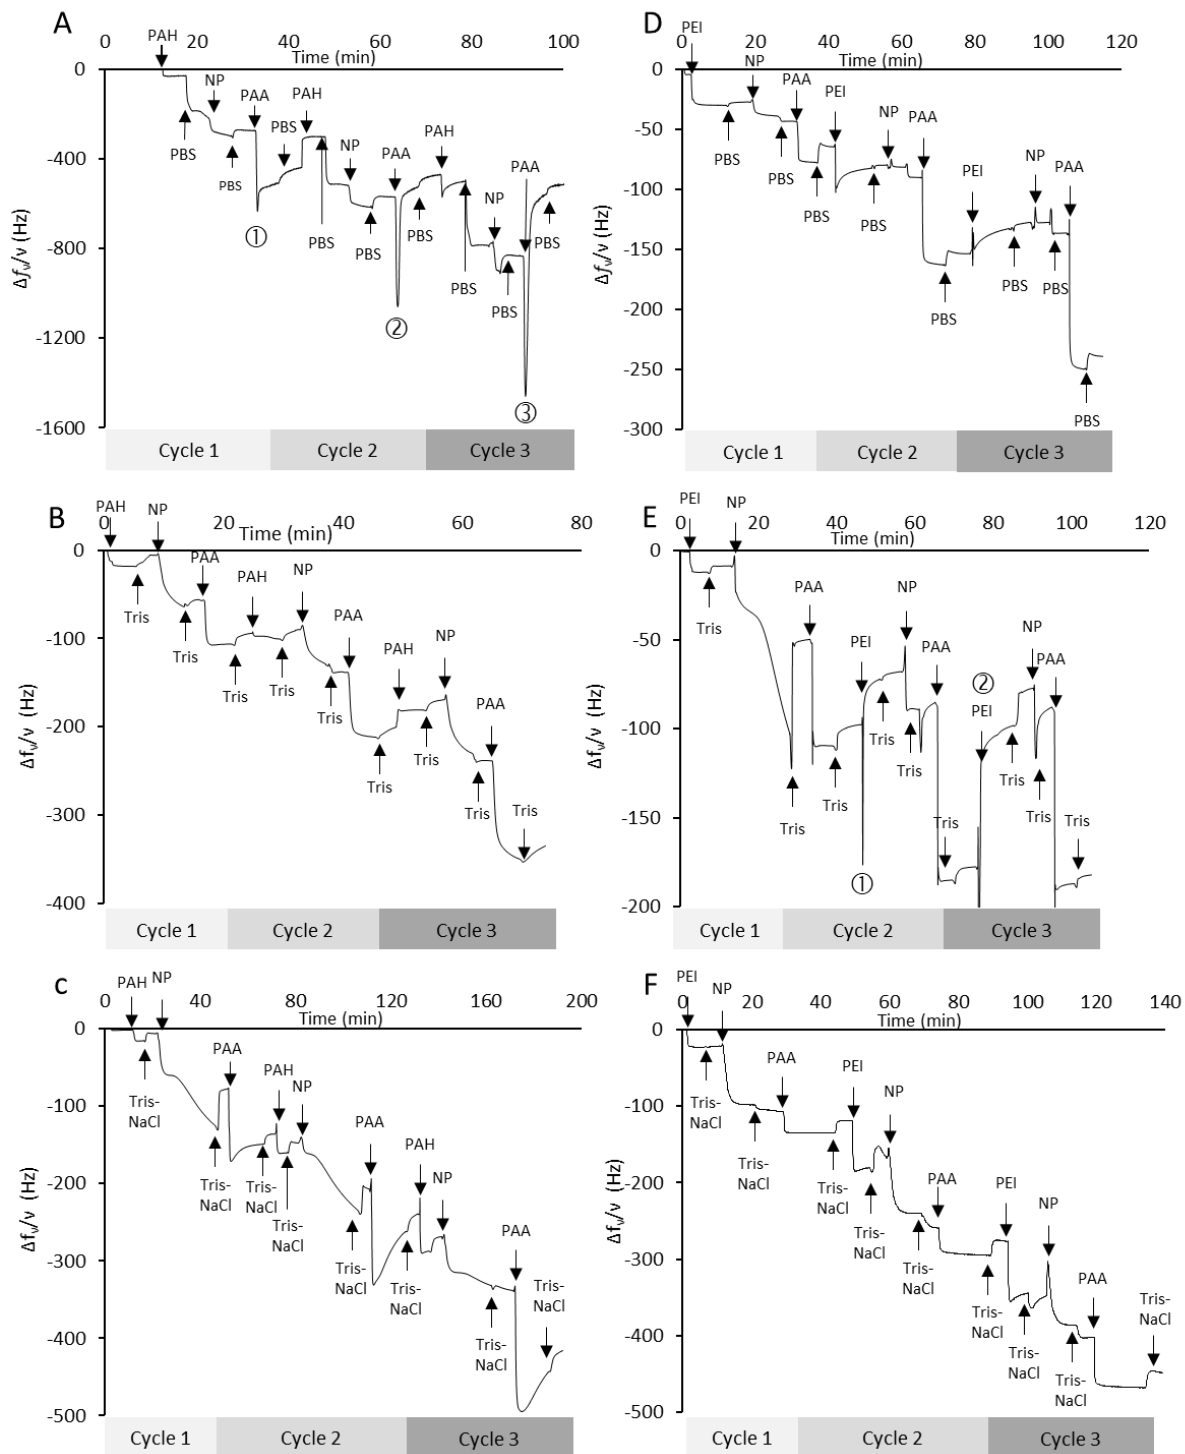 A
0 20 40 60 80 100
Time (min)
PAH
NP
PAA
PAH
PBS
NP
PAA
PAH
PAA
NP
PBS
PBS
PBS
PBS
PBS
PBS
PBS
PBS
①
②
③
0
-400
-800
-1200
-1600
Δfᵥ/ν (Hz)
Cycle 1
Cycle 2
Cycle 3
D
0 20 40 60 80 100 120
Time (min)
PEI
NP
PAA
PEI
NP
PAA
PEI
NP
PAA
PBS
PBS
PBS
PBS
PBS
PBS
PBS
PBS
0
-50
-100
-150
-200
-250
-300
Δfᵥ/ν (Hz)
Cycle 1
Cycle 2
Cycle 3
B
0 20 40 60 80
Time (min)
PAH
NP
PAA
PAH
NP
PAA
PAH
NP
PAA
Tris
Tris
Tris
Tris
Tris
Tris
Tris
Tris
Tris
0
-100
-200
-300
-400
Δfᵥ/ν (Hz)
Cycle 1
Cycle 2
Cycle 3
E
0 20 40 60 80 100 120
Time (min)
PEI
NP
PAA
PEI
NP
PAA
②
PEI
NP
PAA
Tris
Tris
Tris
Tris
Tris
Tris
Tris
Tris
Tris
①
0
-50
-100
-150
-200
Δfᵥ/ν (Hz)
Cycle 1
Cycle 2
Cycle 3
c
0 40 80 120 160 200
Time (min)
PAH
NP
PAA
PAH
NP
PAA
PAH
NP
PAA
Tris-
NaCl
Tris-
NaCl
Tris-
NaCl
Tris-
NaCl
Tris-
NaCl
Tris-
NaCl
Tris-
NaCl
Tris-
NaCl
0
-100
-200
-300
-400
-500
Δfᵥ/ν (Hz)
Cycle 1
Cycle 2
Cycle 3
F
0 20 40 60 80 100 120 140
Time (min)
PEI
NP
PAA
PEI
NP
PAA
PEI
NP
PAA
Tris-
NaCl
Tris-
NaCl
Tris-
NaCl
Tris-
NaCl
Tris-
NaCl
Tris-
NaCl
Tris-
NaCl
Tris-
NaCl
Tris-
NaCl
0
-100
-200
-300
-400
-500
Δfᵥ/ν (Hz)
Cycle 1
Cycle 2
Cycle 3